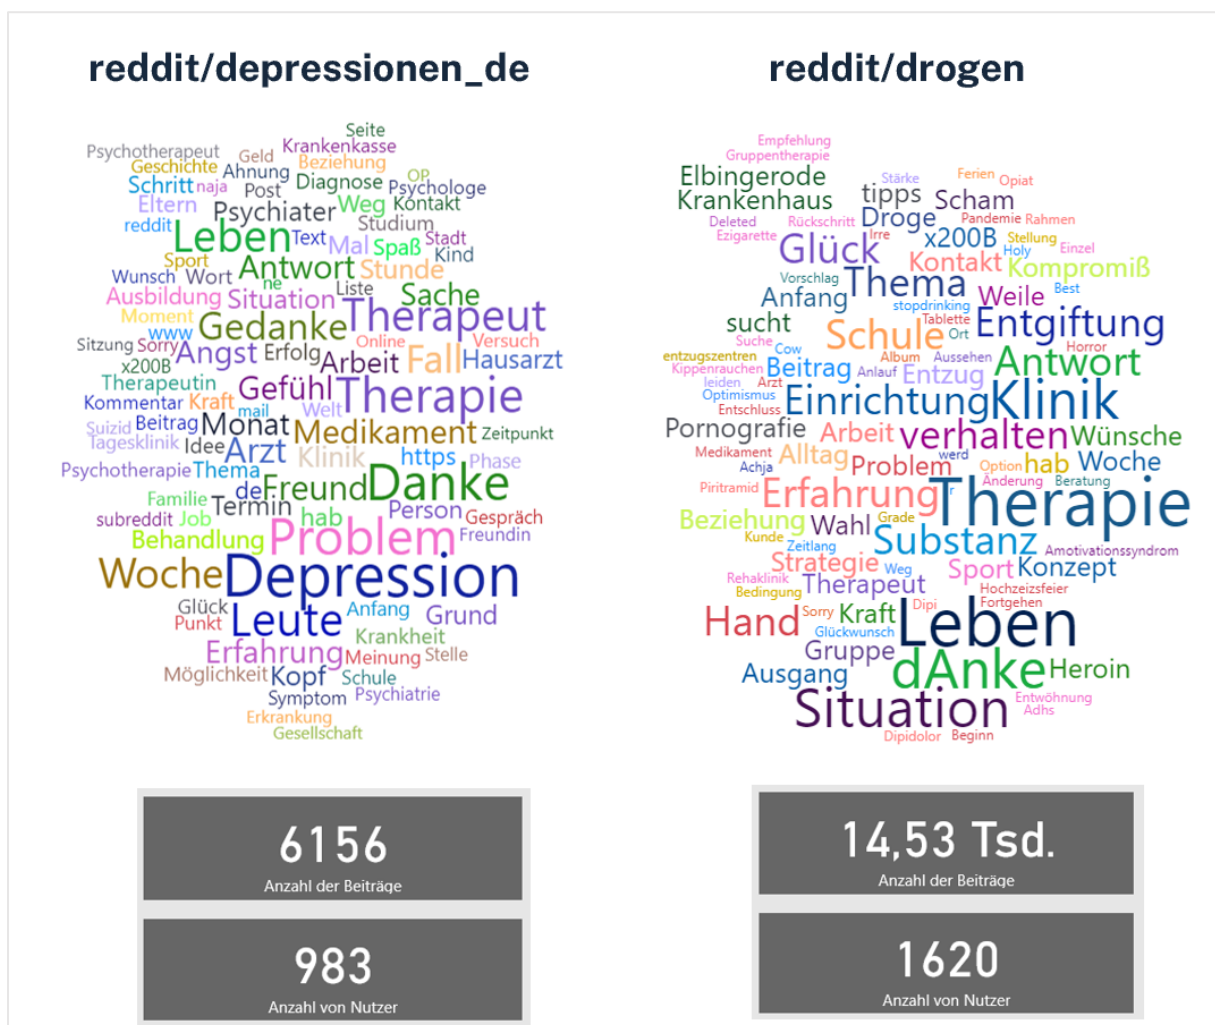 reddit/depressionen_de
Seite
Psychotherapeut Geld Krankenkasse
Geschichte Ahnung Beziehung OP
Schritt naja Post Diagnose Psychologe
Eltern Psychiater Weg Kontakt
reddit Leben Text Mal Studium Spaß Stadt
Sport Antwort Stunde Kind
Wunsch Wort ne Liste
Ausbildung Situation Sache
Moment Gedanke Therapeut
www Online Versuch
Sitzung Sorry Angst Erfolg Arbeit Fall Hausarzt
x200B
Therapeutin Gefühl Therapie
Kommentar Kraft mail Welt
Suizid Beitrag Monat Medikament Zeitpunkt
Tagesklinik Idee Arzt Klinik https Phase
Psychotherapie Thema de Freund Danke
Familie Termin hab Person Gespräch
subreddit Job
Behandlung Problem Freundin
Woche Depression
Glück Leute Anfang Grund
Punkt Krankheit
Erfahrung Meinung Stelle
Möglichkeit Kopf Schule
Symptom Psychiatrie
Erkrankung
Gesellschaft
6156
Anzahl der Beiträge
983
Anzahl von Nutzer
reddit/drogen
Empfehlung
Gruppentherapie
Elbingerode Stärke Ferien Opiat
Krankenhaus tipps Scham
Deleted Rückschritt Droge Pandemie Rahmen
Ezigarette Glück Irre x200B Stellung
Holy Einzel
Kontakt Kompromiß
Vorschlag Thema Weile Best
Anfang stopdrinking
sucht Schule Tablette Entgiftung
Suche Cow Ort Horror
entzugszentren Album Aussehen Antwort
Kippenrauchen Beitrag Anlauf Entzug
leiden Arzt
Optimismus Einrichtung Klinik
Entschluss
Pornografie Arbeit verhalten Wünsche
Medikament Alltag werd
Achja Problem Option hab Woche
Piritramid Erfahrung r Änderung Beratung
Therapie
Beziehung Wahl Grade
Kunde Zeitlang Substanz Amotivationssyndrom
Strategie Weg Sport Konzept
Rehaklinik Therapeut Hochzeizsfeier
Bedingung Fortgehen
Hand Sorry Kraft Dipi Leben
Glückwunsch
Gruppe
Ausgang dAnke Heroin
Situation Entwöhnung
Adhs
Dipidolor Beginn
14,53 Tsd.
Anzahl der Beiträge
1620
Anzahl von Nutzer